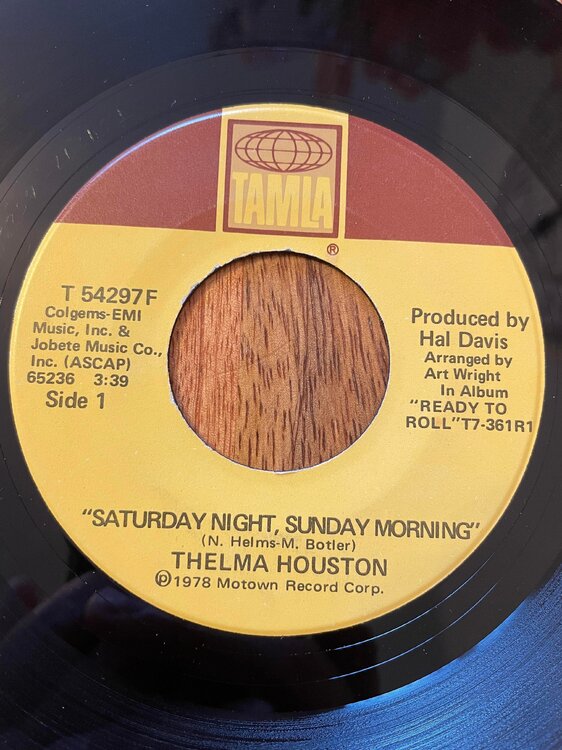 TAMLA
®
T 54297F
Colgems-EMI
Music, Inc. &
Jobete Music Co.,
Inc. (ASCAP)
65236 3:39
Side 1
Produced by
Hal Davis
Arranged by
Art Wright
In Album
"READY TO
ROLL"T7-361R1
"SATURDAY NIGHT, SUNDAY MORNING"
(N. Helms-M. Botler)
THELMA HOUSTON
℗1978 Motown Record Corp.